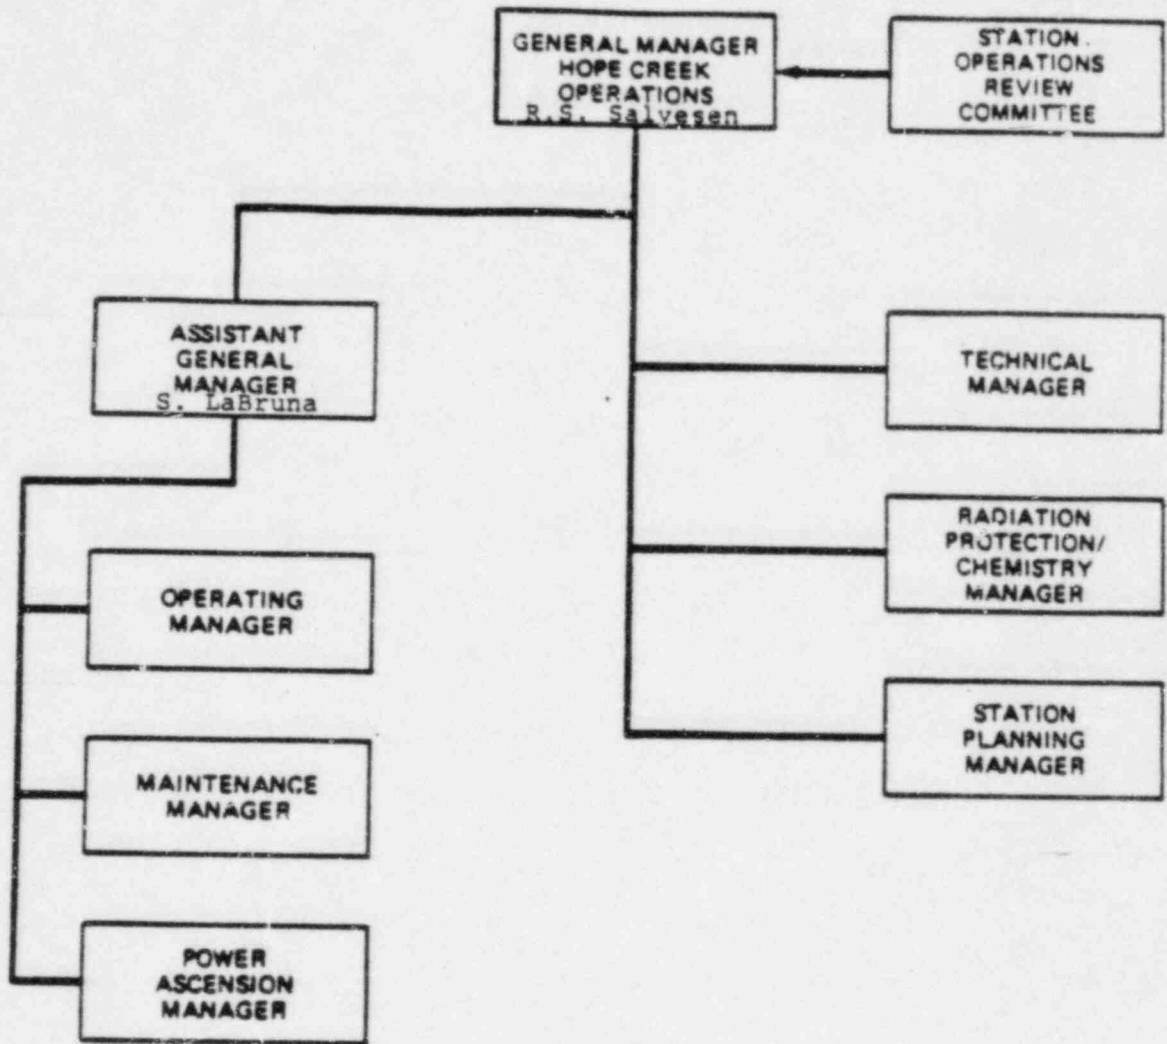 GENERAL MANAGER
HOPE CREEK
OPERATIONS
R.S. Salvesen
STATION
OPERATIONS
REVIEW
COMMITTEE
ASSISTANT
GENERAL
MANAGER
S. LaBruna
TECHNICAL
MANAGER
RADIATION
PROTECTION/
CHEMISTRY
MANAGER
STATION
PLANNING
MANAGER
OPERATING
MANAGER
MAINTENANCE
MANAGER
POWER
ASCENSION
MANAGER